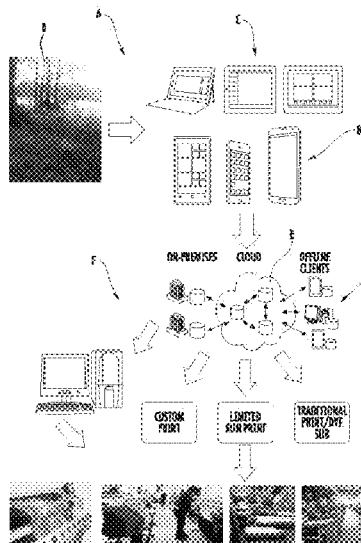 ON-PREMISES CLOUD OFFLINE
CLIENTS
CUSTOM
PRINT
LIMITED
RUN PRINT
TRADITIONAL
PRINT/DYE
SUB